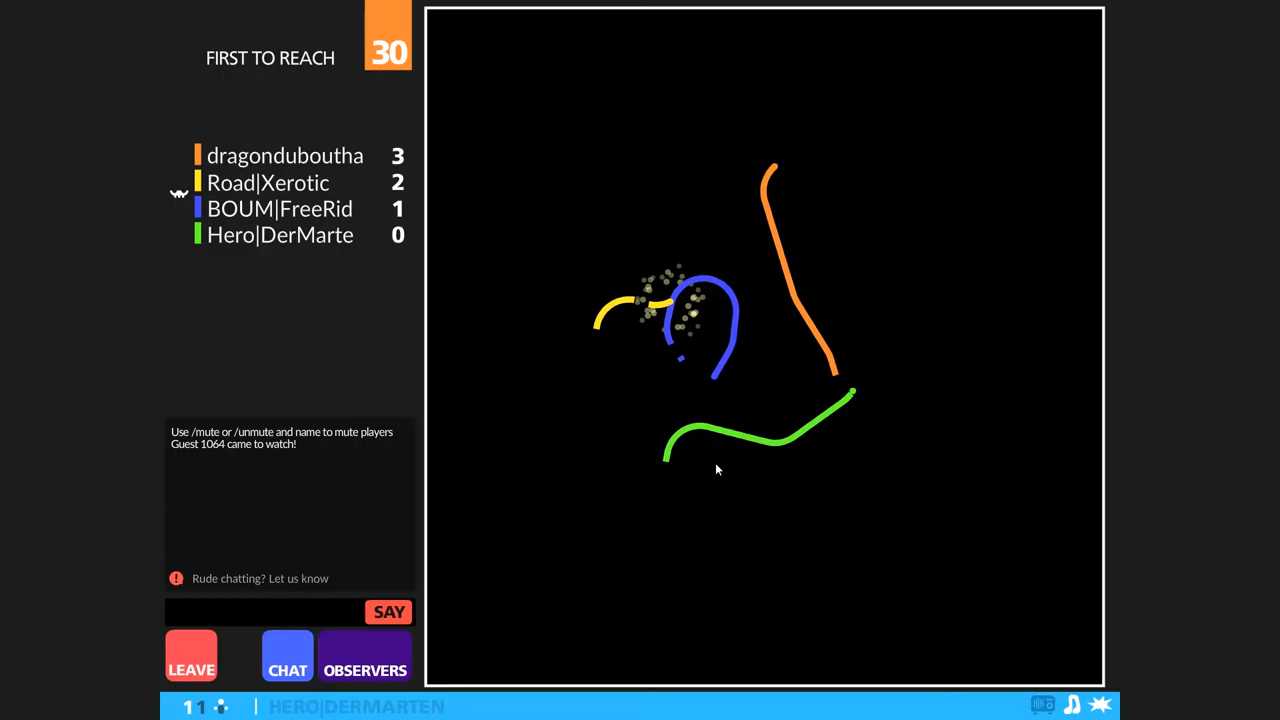 FIRST TO REACH
30
dragonduboutha 3
Road|Xerotic 2
BOUM|FreeRid 1
Hero|DerMarte 0
Use /mute or /unmute and name to mute players
Guest 1064 came to watch!
Rude chatting? Let us know
SAY
LEAVE
CHAT
OBSERVERS
11
HERO|DERMARTEN